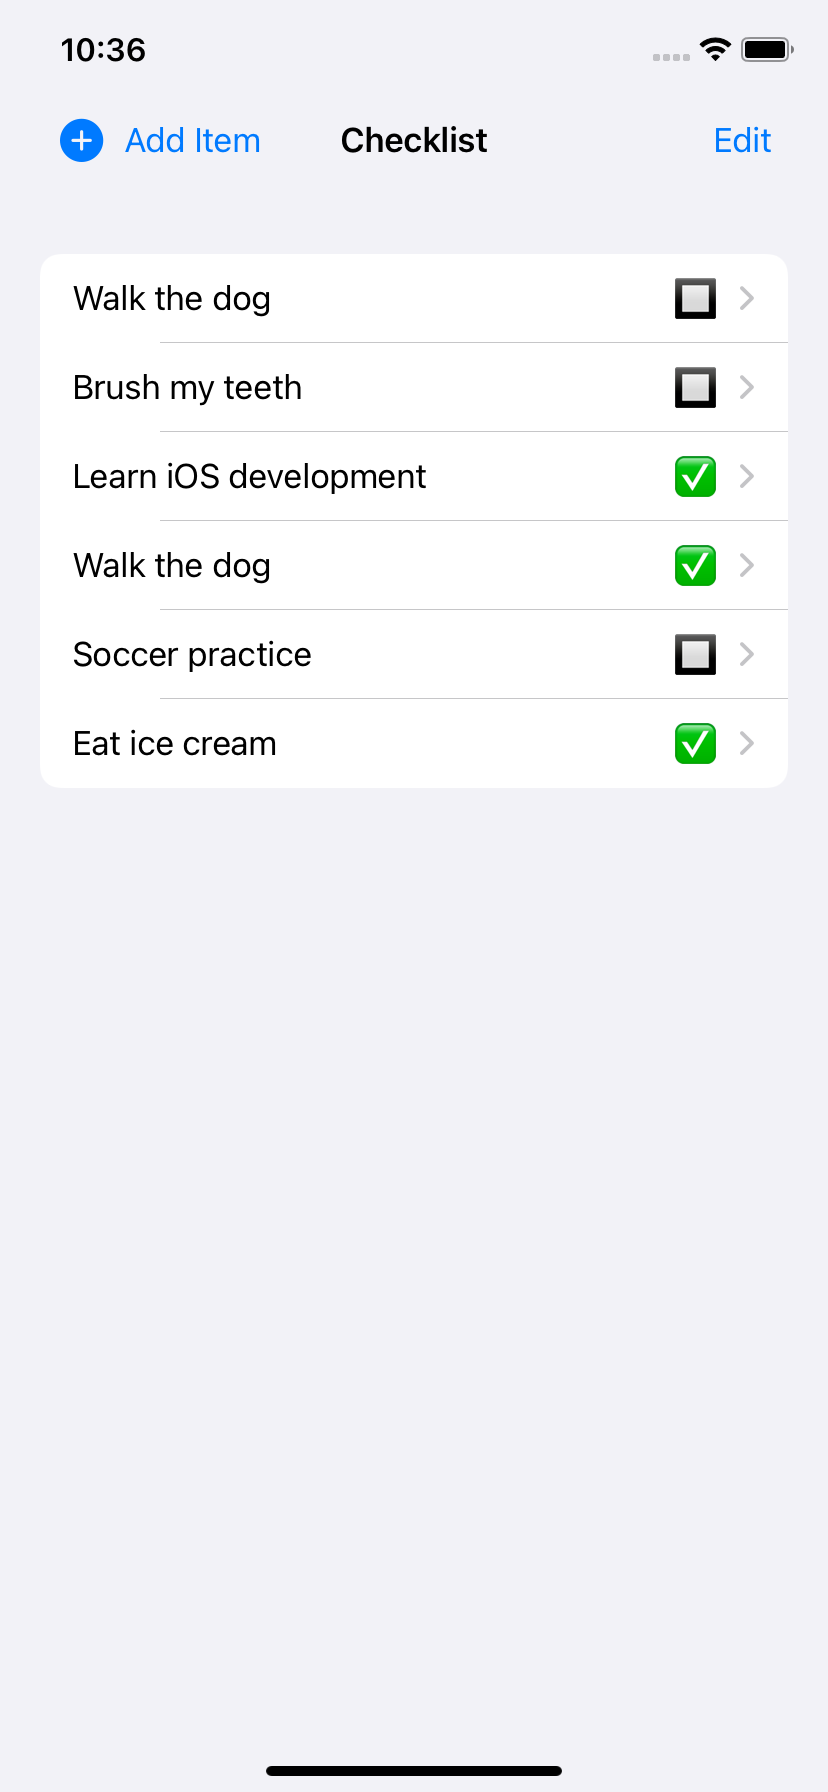 10:36
Add Item Checklist Edit
Walk the dog
Brush my teeth
Learn iOS development
Walk the dog
Soccer practice
Eat ice cream